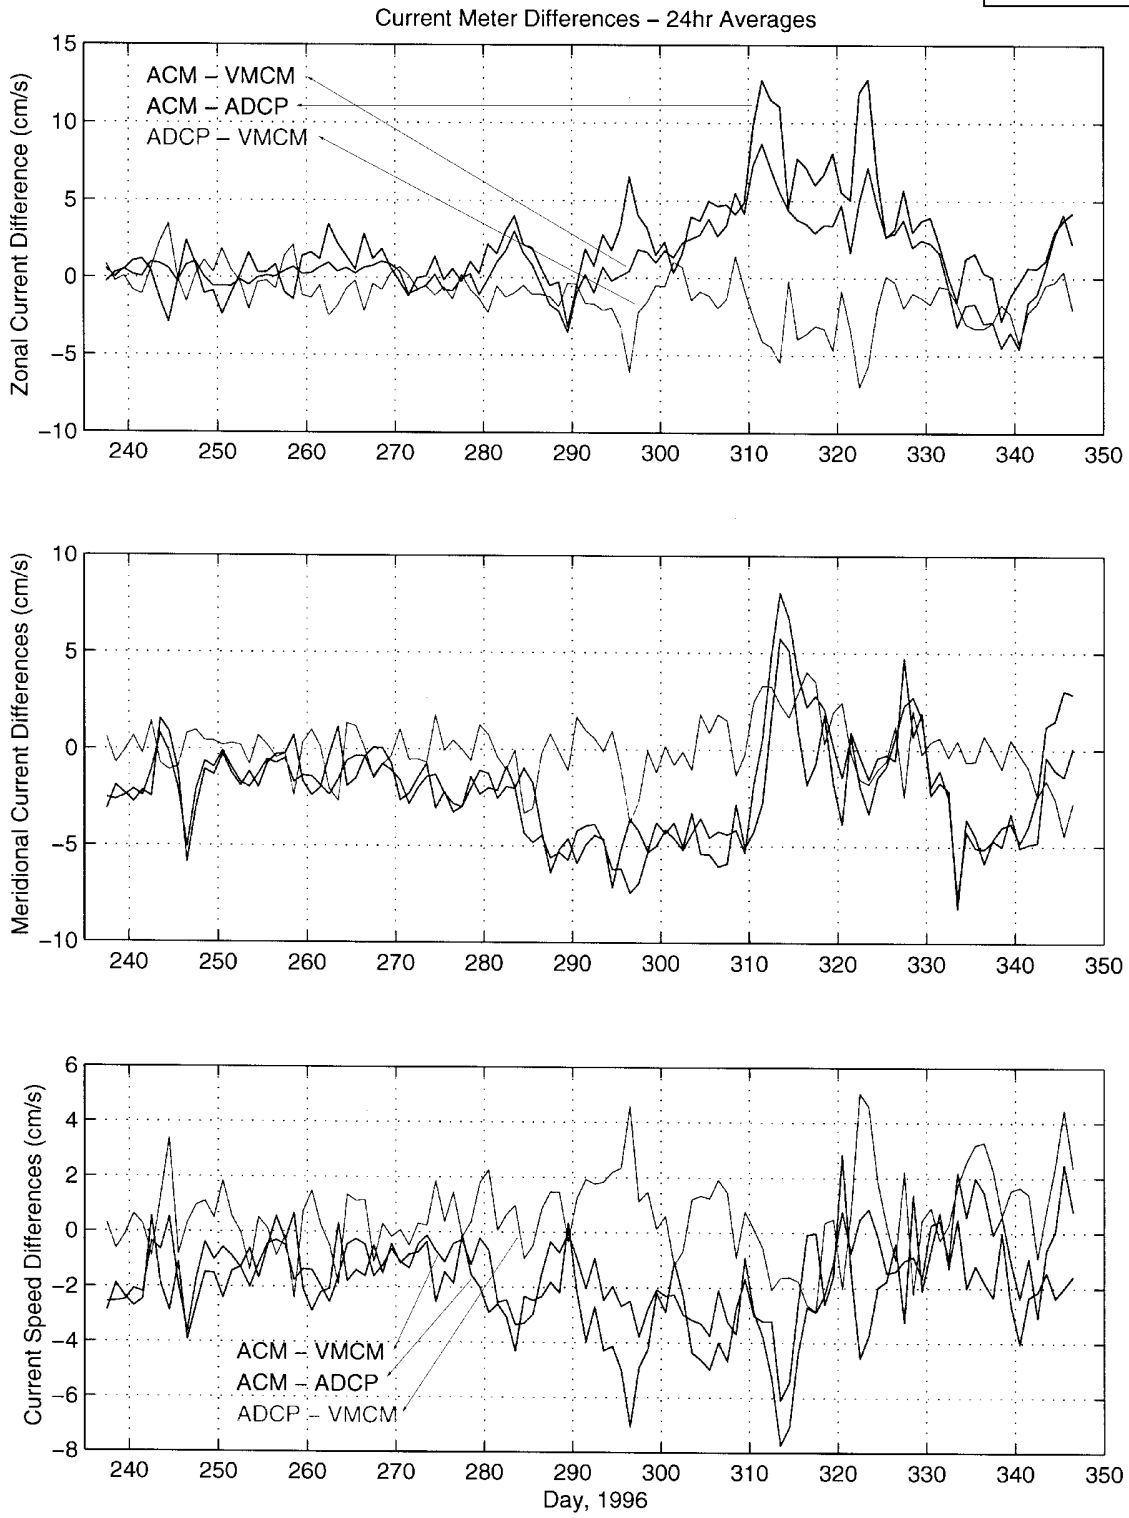 Current Meter Differences – 24hr Averages
Zonal Current Difference (cm/s)
15
10
5
0
−5
−10
ACM – VMCM
ACM – ADCP
ADCP – VMCM
240 250 260 270 280 290 300 310 320 330 340 350
Meridional Current Differences (cm/s)
10
5
0
−5
−10
240 250 260 270 280 290 300 310 320 330 340 350
Current Speed Differences (cm/s)
6
4
2
0
−2
−4
−6
−8
ACM – VMCM
ACM – ADCP
ADCP – VMCM
240 250 260 270 280 290 300 310 320 330 340 350
Day, 1996